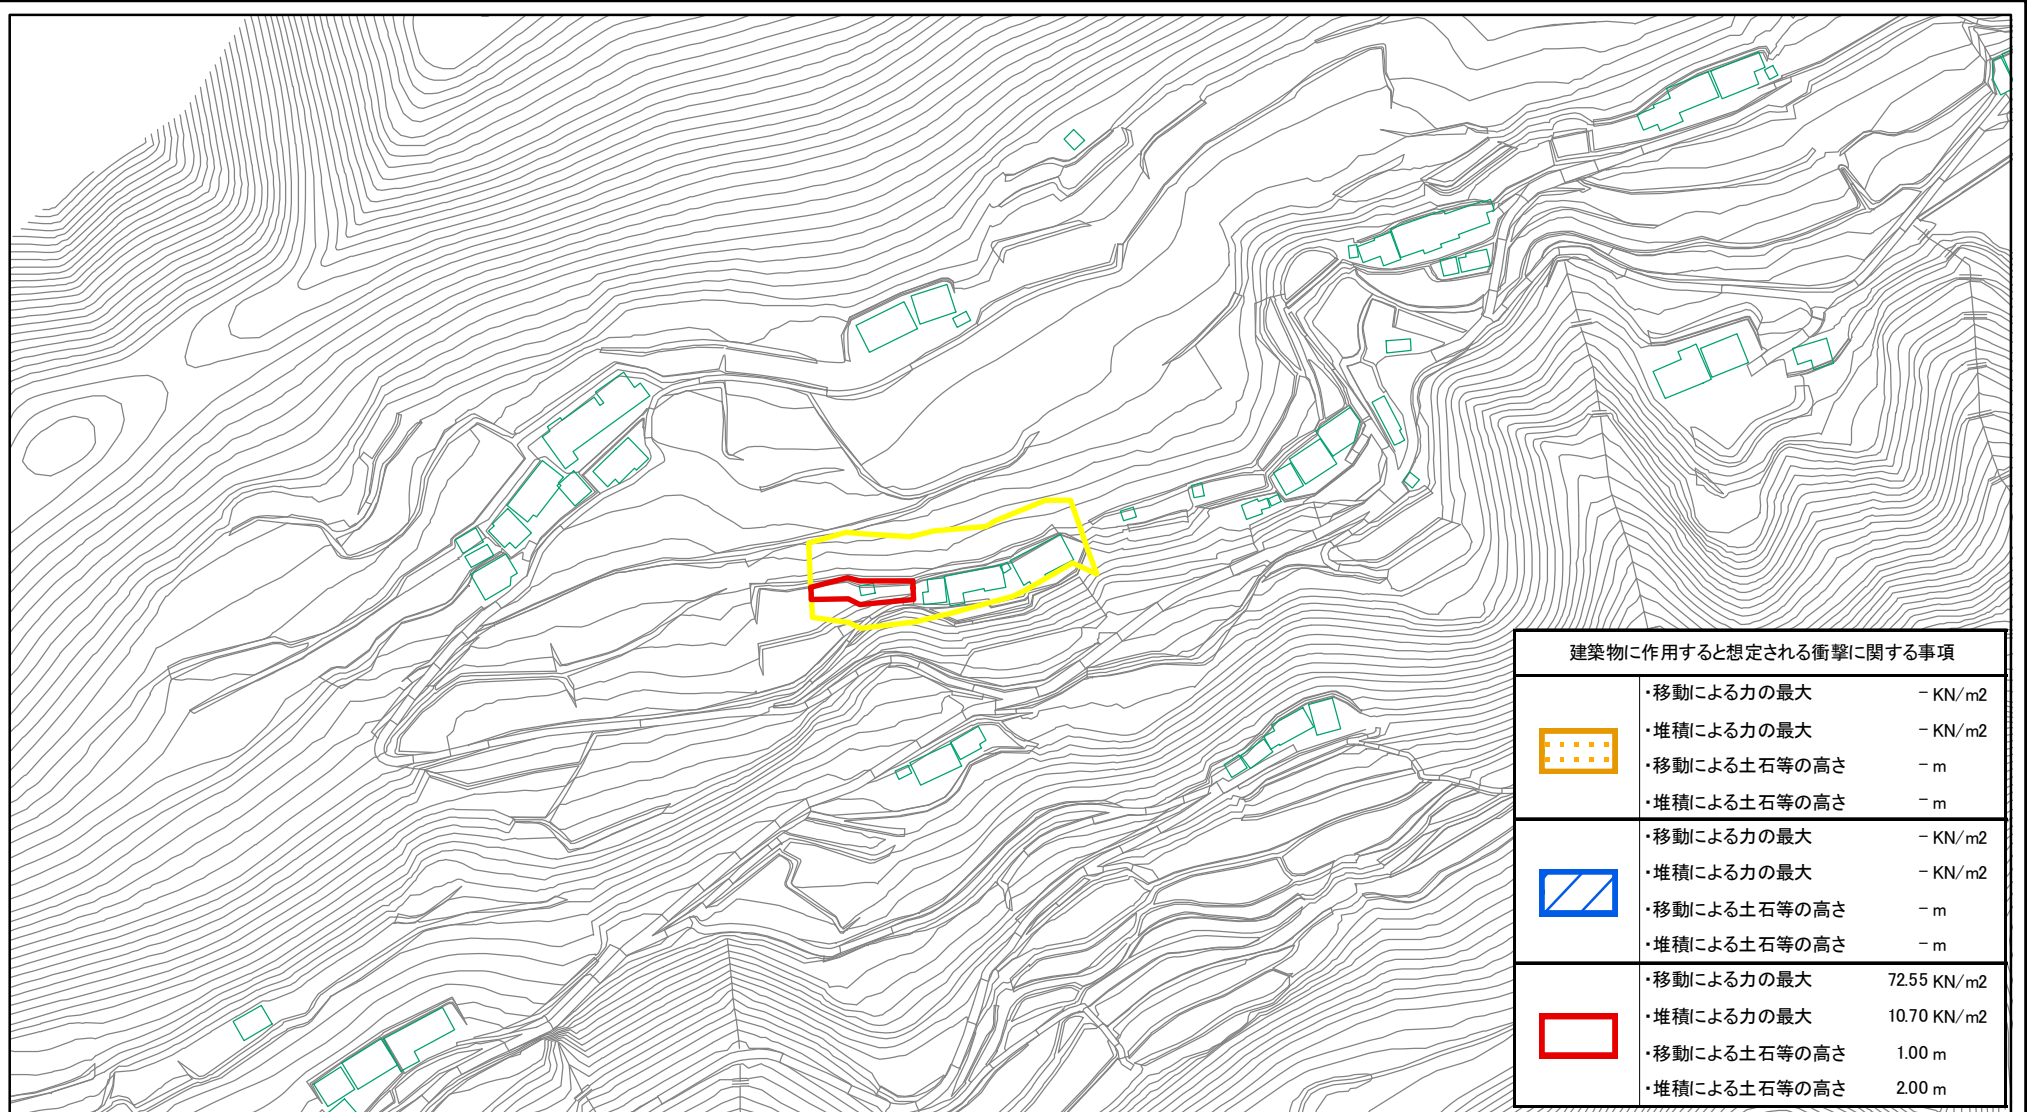 建築物に作用すると想定される衝撃に関する事項
・移動による力の最大 － KN/m2
・堆積による力の最大 － KN/m2
・移動による土石等の高さ － m
・堆積による土石等の高さ － m
・移動による力の最大 － KN/m2
・堆積による力の最大 － KN/m2
・移動による土石等の高さ － m
・堆積による土石等の高さ － m
・移動による力の最大 72.55 KN/m2
・堆積による力の最大 10.70 KN/m2
・移動による土石等の高さ 1.00 m
・堆積による土石等の高さ 2.00 m